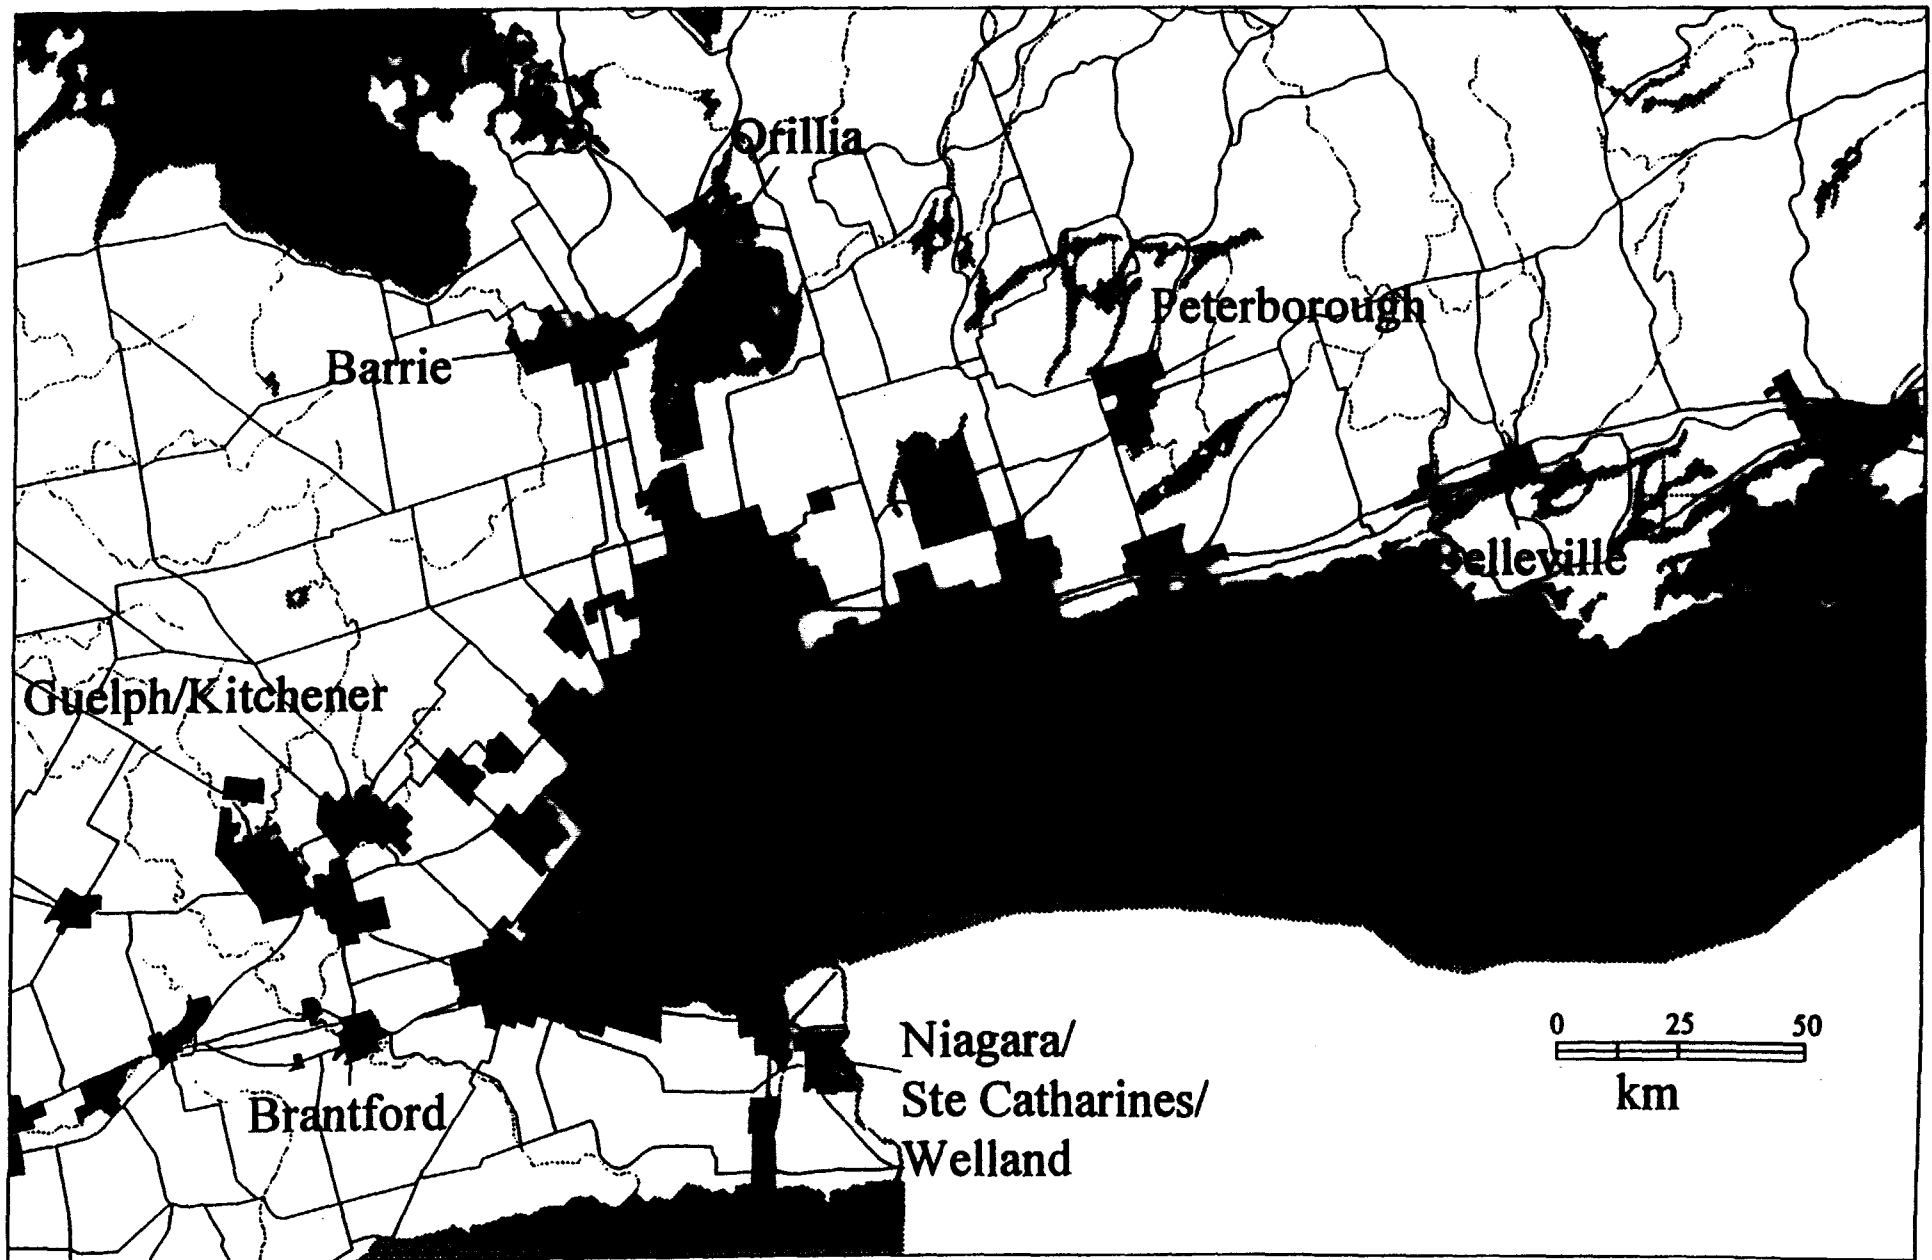 Orillia
Peterborough
Barrie
Belleville
Guelph/Kitchener
0 25 50
km
Niagara/
Ste Catharines/
Welland
Brantford